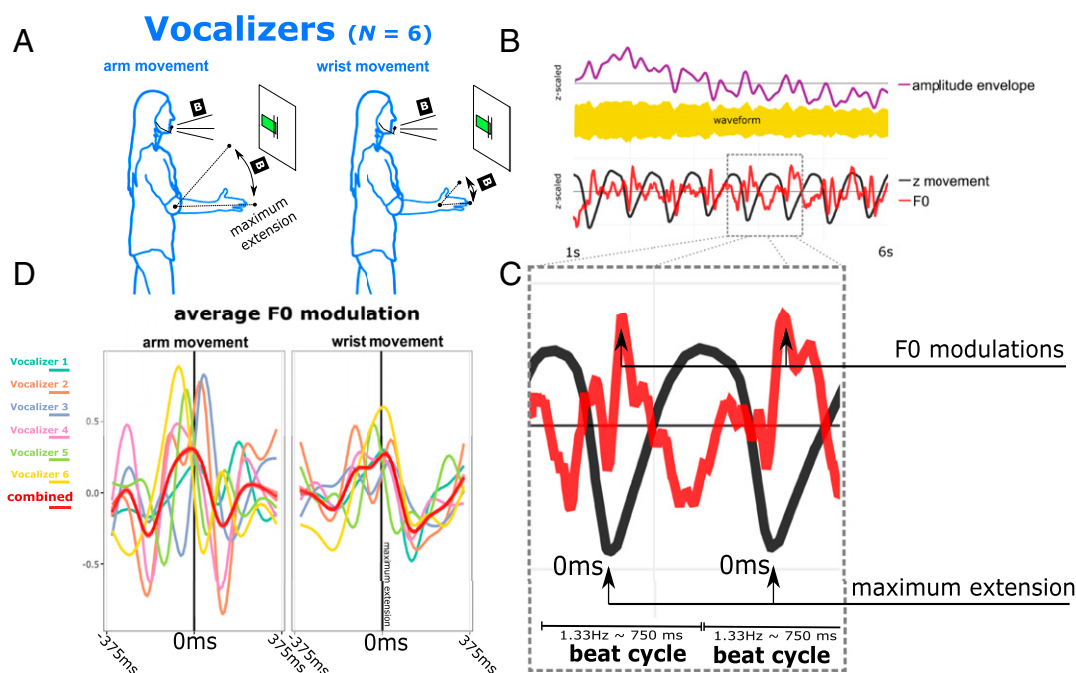 Vocalizers (N = 6)
A
arm movement
wrist movement
B
B
B
B
maximum
extension
B
z-scaled
amplitude envelope
waveform
z-scaled
z movement
F0
1s
6s
C
F0 modulations
0ms
0ms
maximum extension
1.33Hz ~ 750 ms
1.33Hz ~ 750 ms
beat cycle
beat cycle
D
average F0 modulation
arm movement
wrist movement
Vocalizer 1
Vocalizer 2
Vocalizer 3
Vocalizer 4
Vocalizer 5
Vocalizer 6
combined
0.5
0.0
-0.5
maximum extension
-375ms
0ms
375ms
-375ms
0ms
375ms